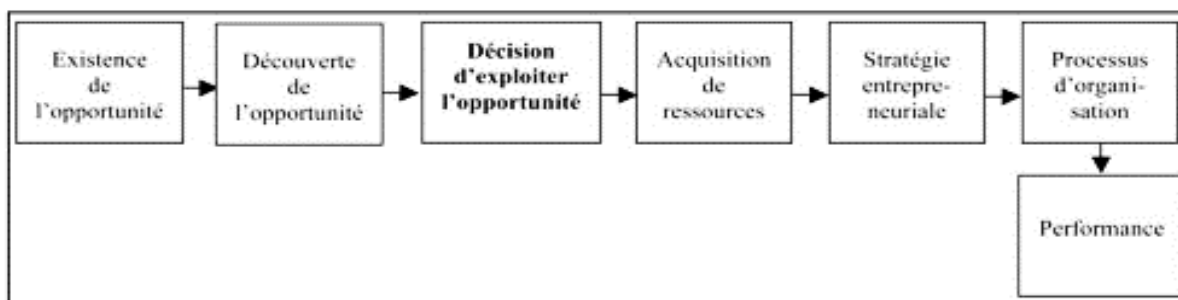 Existence
de
l'opportunité
Découverte
de
l'opportunité
Décision
d'exploiter
l'opportunité
Acquisition
de
ressources
Stratégie
entrepre-
neuriale
Processus
d'organi-
sation
Performance